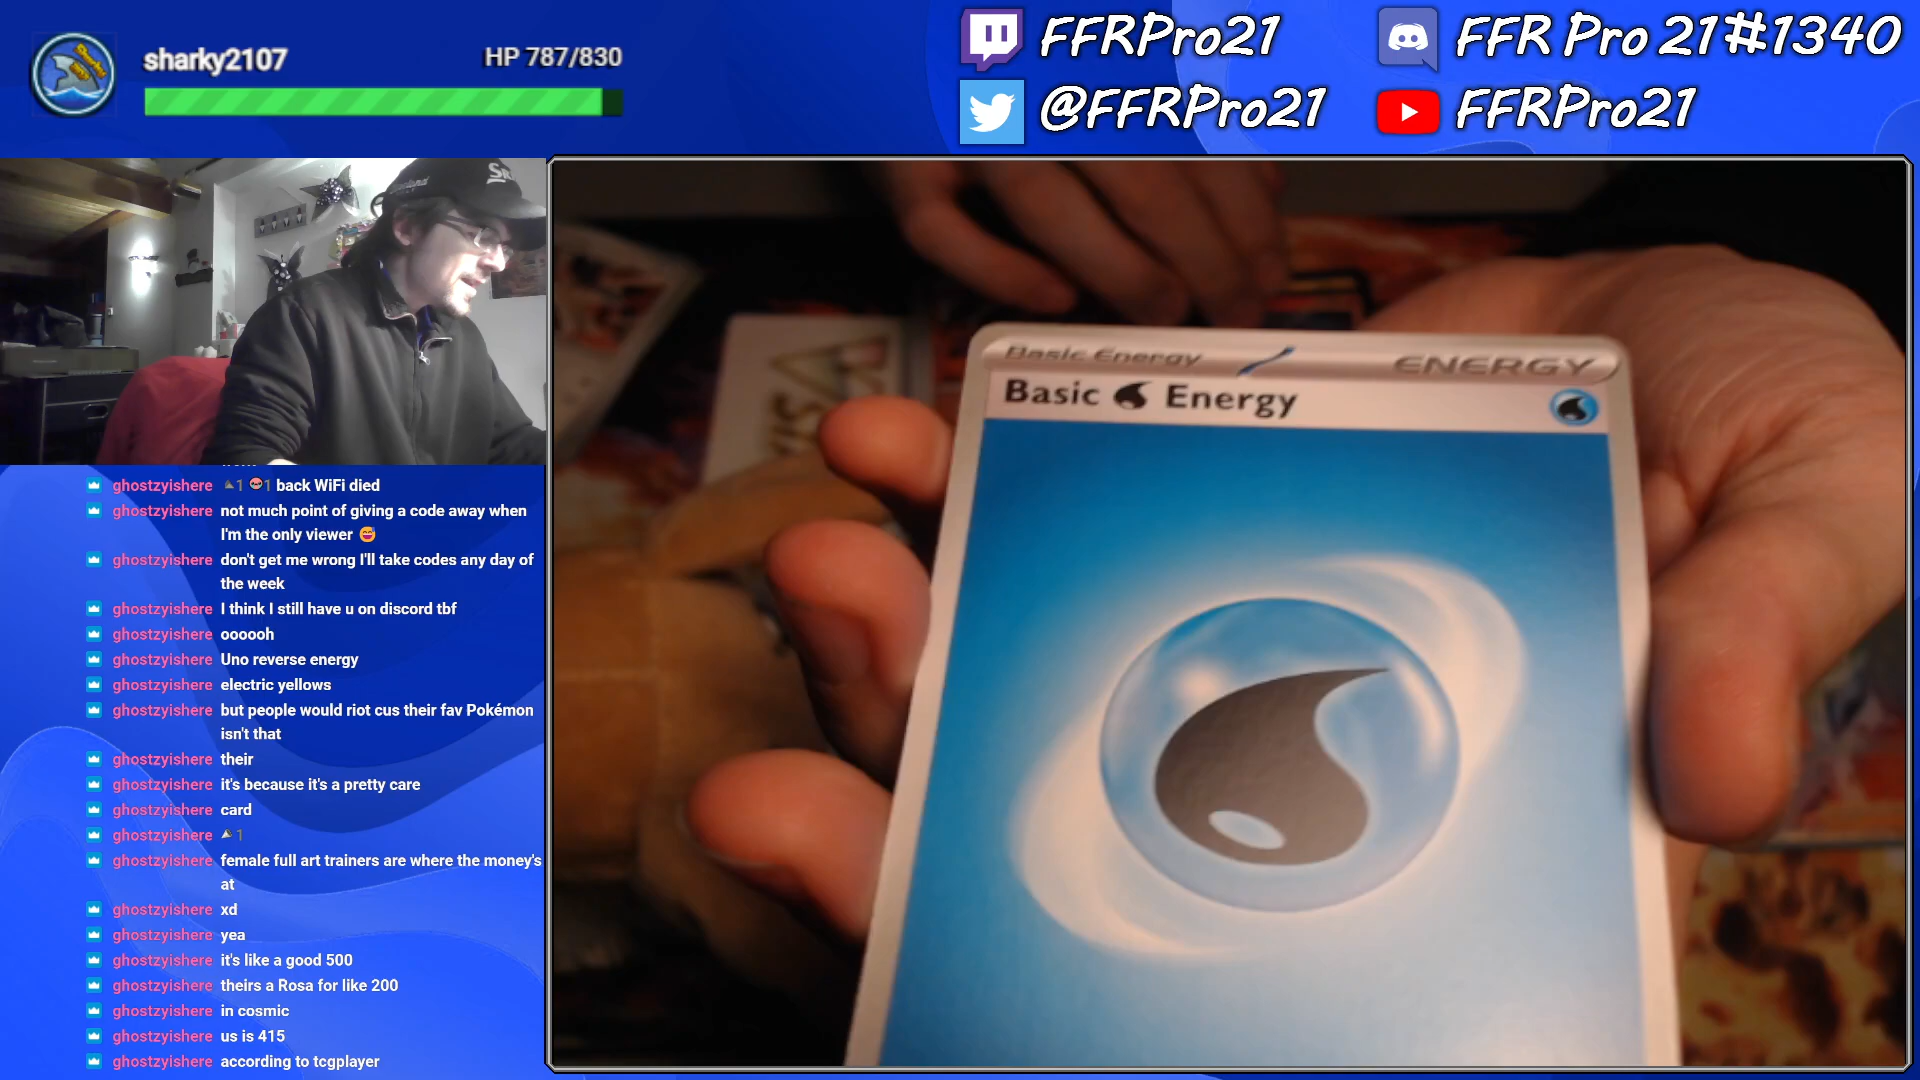 sharky2107
HP 787/830
FFRPro21
FFR Pro 21#1340
@FFRPro21
FFRPro21
ghostzyishere 1 1 back WiFi died
ghostzyishere not much point of giving a code away when
I'm the only viewer
ghostzyishere don't get me wrong I'll take codes any day of
the week
ghostzyishere I think I still have u on discord tbf
ghostzyishere oooooh
ghostzyishere Uno reverse energy
ghostzyishere electric yellows
ghostzyishere but people would riot cus their fav Pokémon
isn't that
ghostzyishere their
ghostzyishere it's because it's a pretty care
ghostzyishere card
ghostzyishere 1
ghostzyishere female full art trainers are where the money's
at
ghostzyishere xd
ghostzyishere yea
ghostzyishere it's like a good 500
ghostzyishere theirs a Rosa for like 200
ghostzyishere in cosmic
ghostzyishere us is 415
ghostzyishere according to tcgplayer
Basic Energy ENERGY
Basic Energy